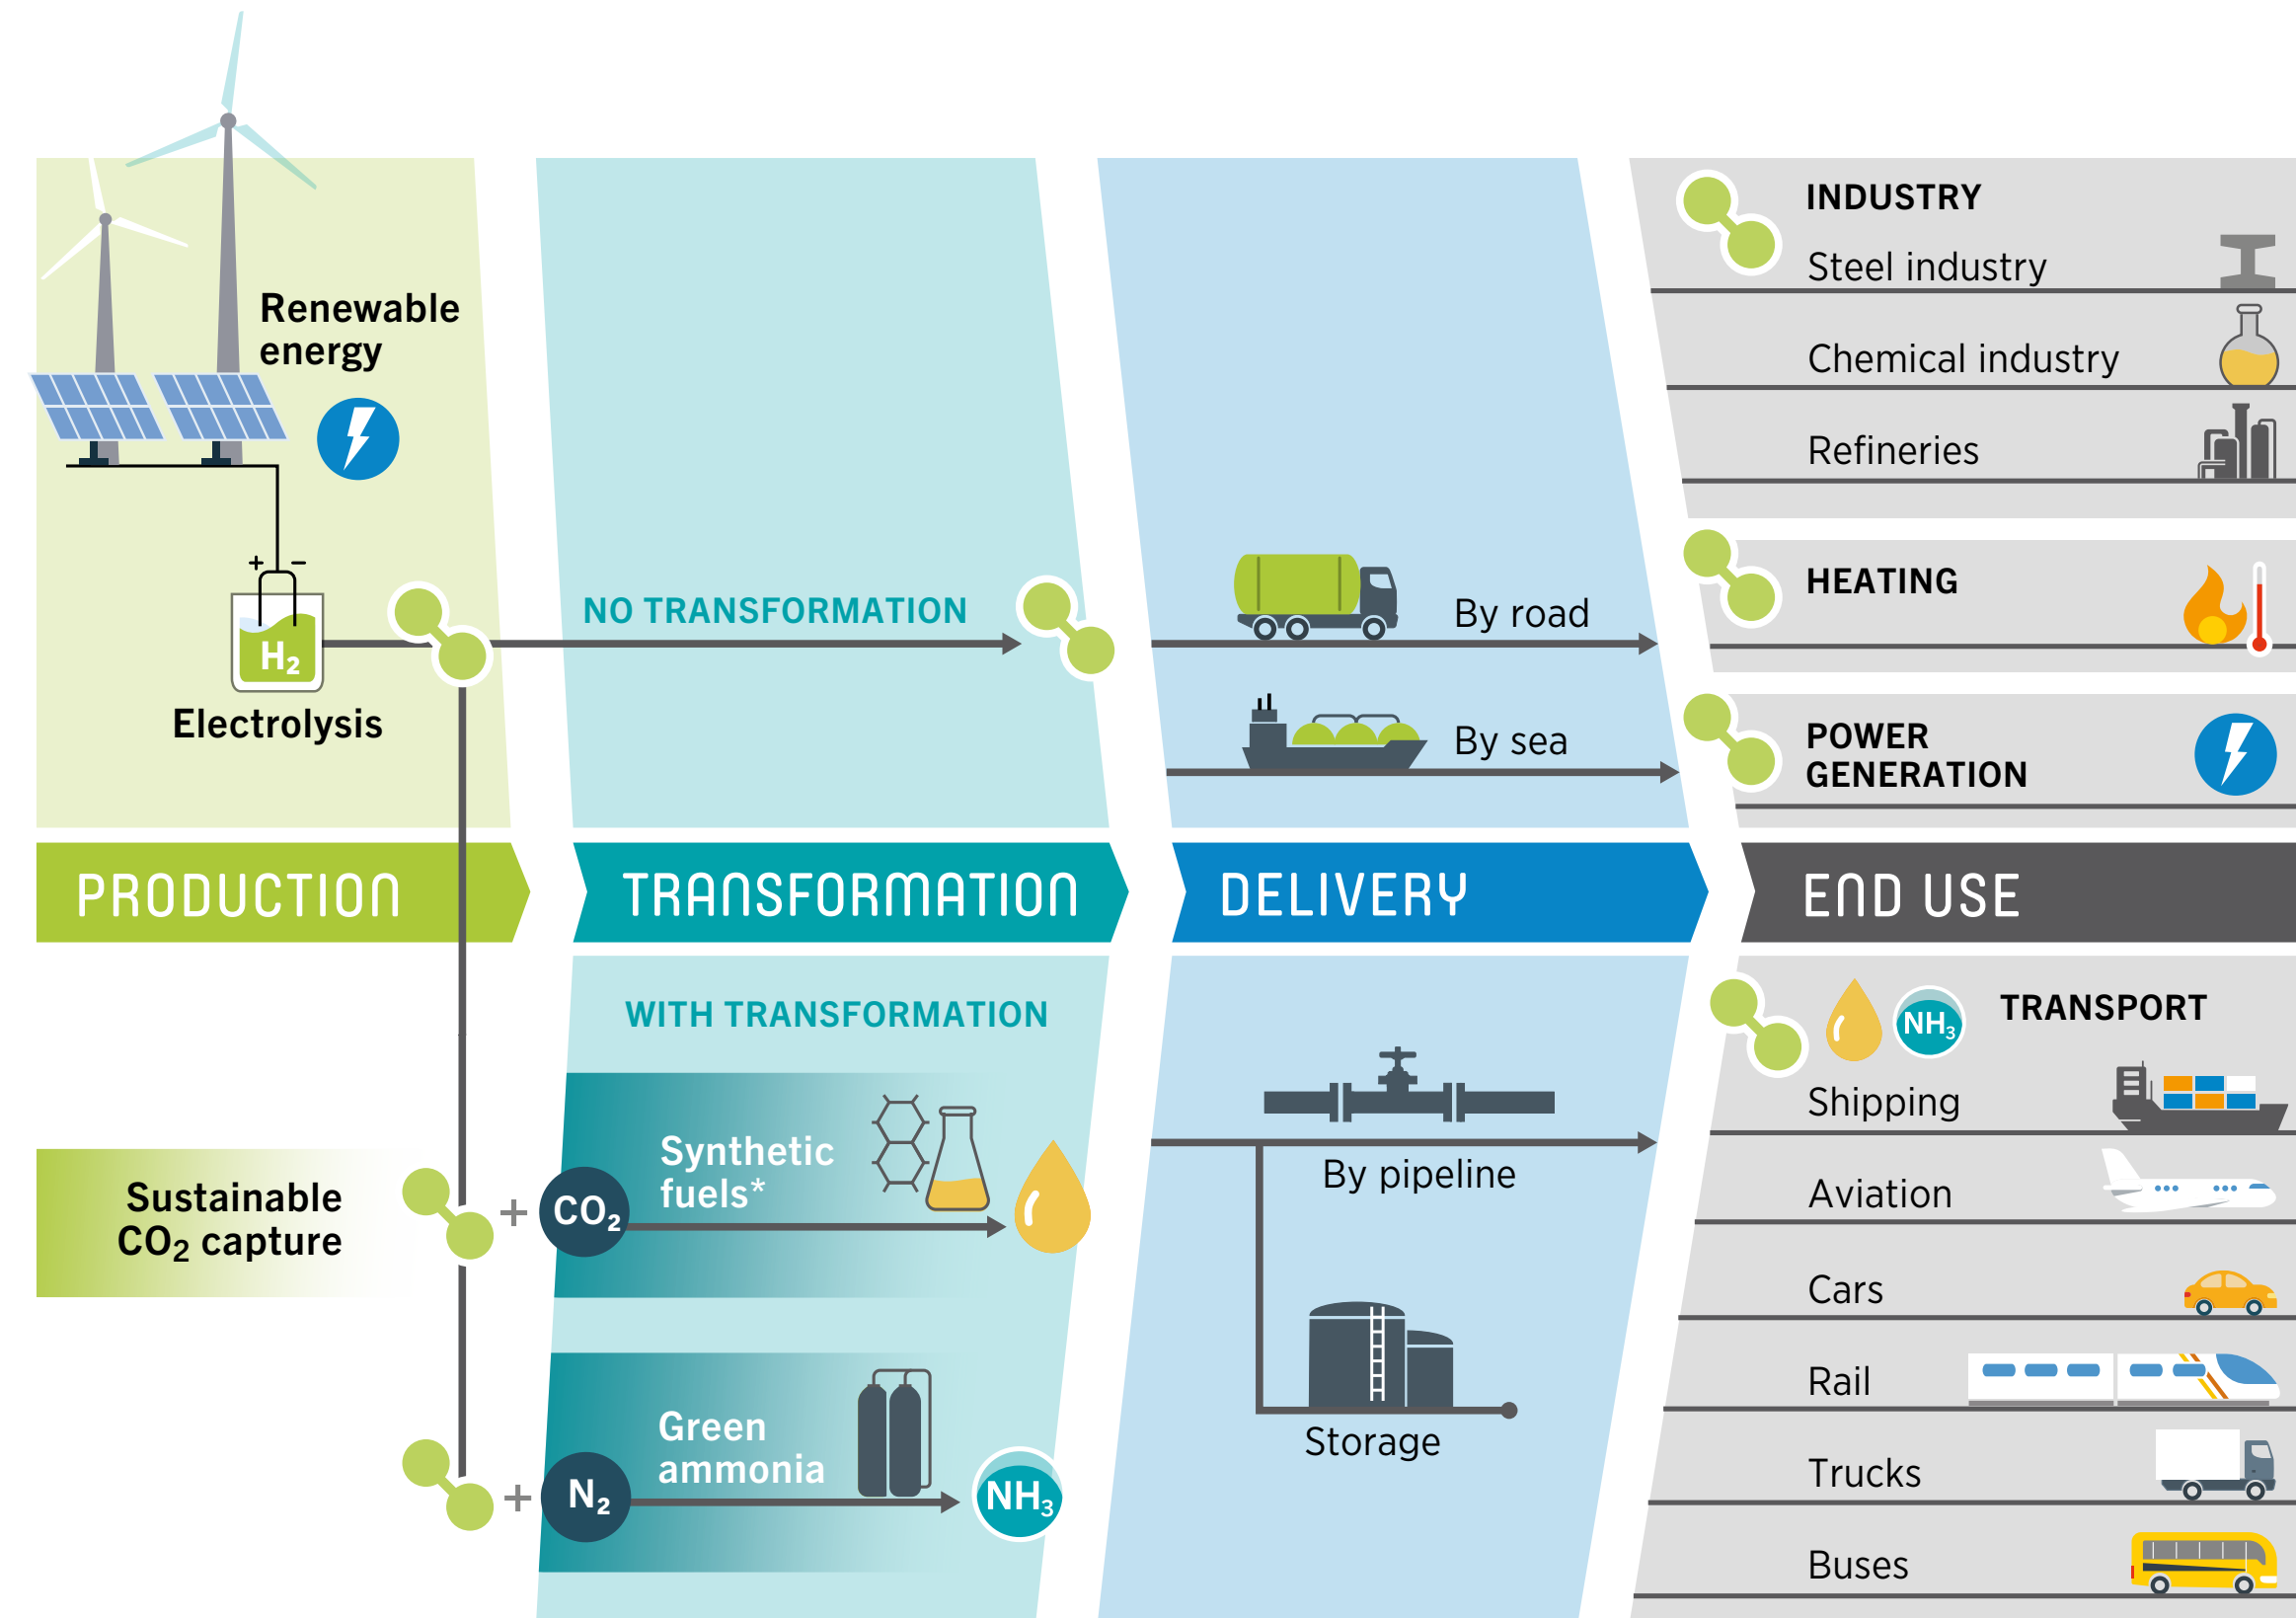 Renewable
energy
+ −
H₂
Electrolysis
NO TRANSFORMATION
By road
By sea
INDUSTRY
Steel industry
Chemical industry
Refineries
HEATING
POWER
GENERATION
PRODUCTION
TRANSFORMATION
DELIVERY
END USE
Sustainable
CO₂ capture
WITH TRANSFORMATION
+
CO₂
Synthetic
fuels*
+
N₂
Green
ammonia
NH₃
By pipeline
Storage
NH₃
TRANSPORT
Shipping
Aviation
Cars
Rail
Trucks
Buses